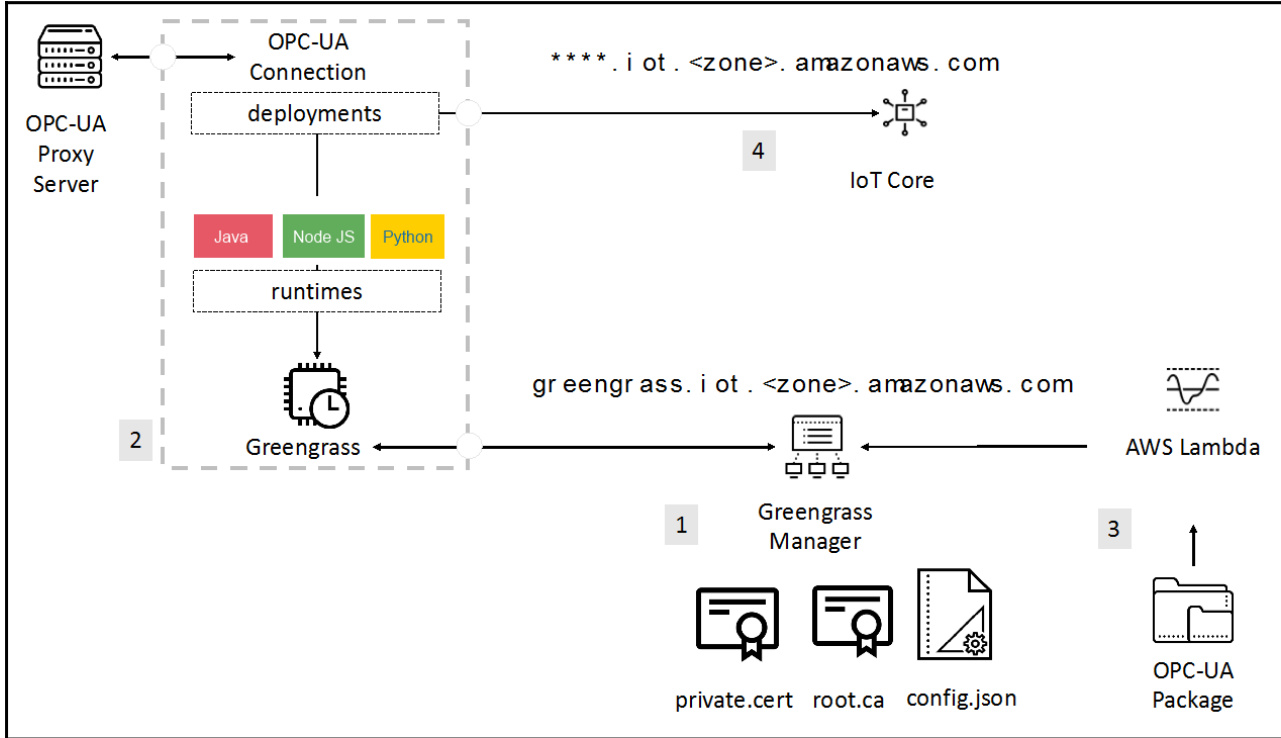 OPC-UA
Connection
deployments
OPC-UA
Proxy
Server
****.iot.<zone>.amazonaws.com
4
IoT Core
Java
Node JS
Python
runtimes
2
Greengrass
greengrass.iot.<zone>.amazonaws.com
AWS Lambda
1
Greengrass
Manager
3
private.cert
root.ca
config.json
OPC-UA
Package